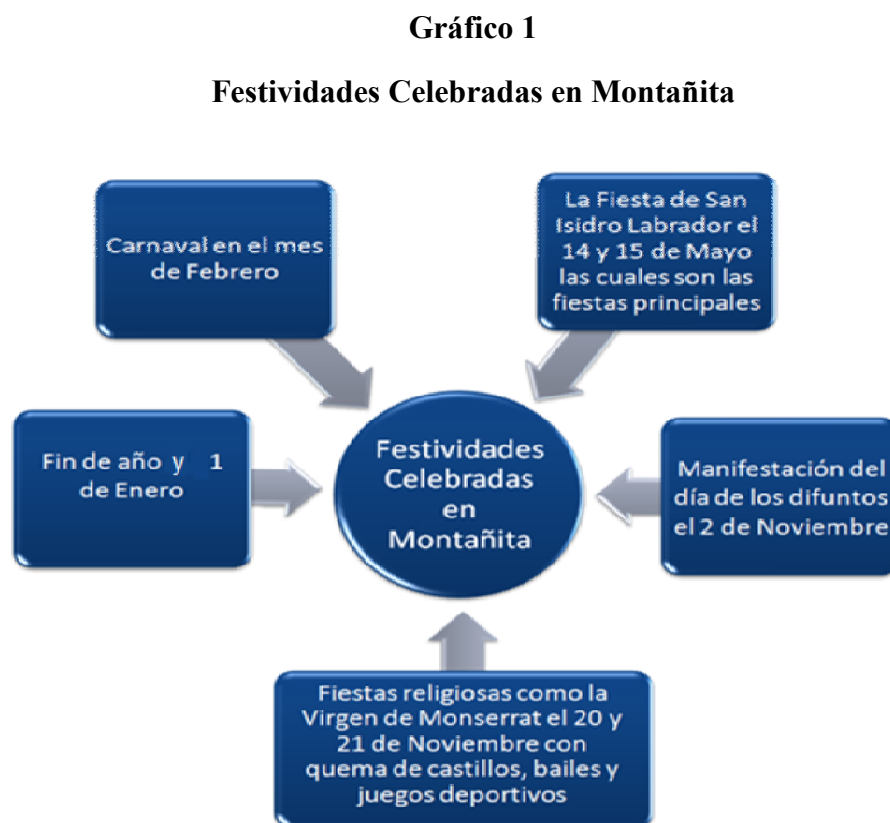 Gráfico 1
Festividades Celebradas en Montañita
Carnaval en el mes
de Febrero
La Fiesta de San
Isidro Labrador el
14 y 15 de Mayo
las cuales son las
fiestas principales
Fin de año y 1
de Enero
Festividades
Celebradas
en
Montañita
Manifestación del
día de los difuntos
el 2 de Noviembre
Fiestas religiosas como la
Virgen de Monserrat el 20 y
21 de Noviembre con
quema de castillos, bailes y
juegos deportivos